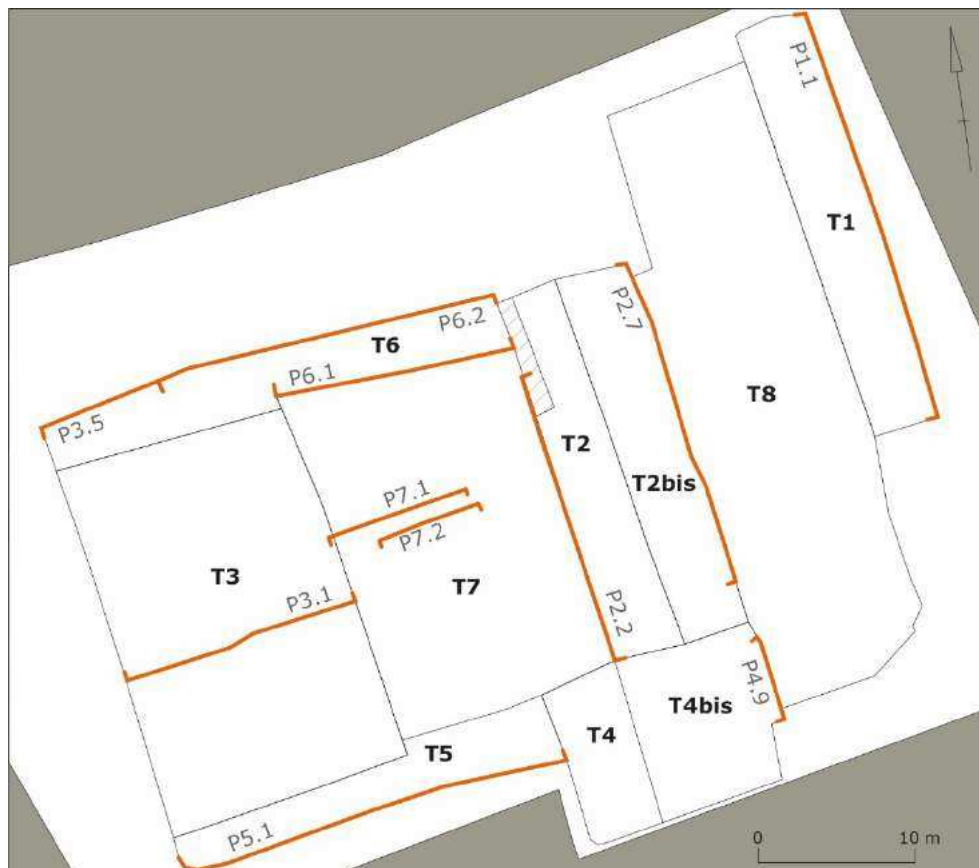 P1.1
T1
P2.7
P6.2
T6
P6.1
T8
P3.5
T2
T2bis
P7.1
P7.2
T3
T7
P3.1
P2.2
P4.9
T4bis
T4
T5
P5.1
0 10 m